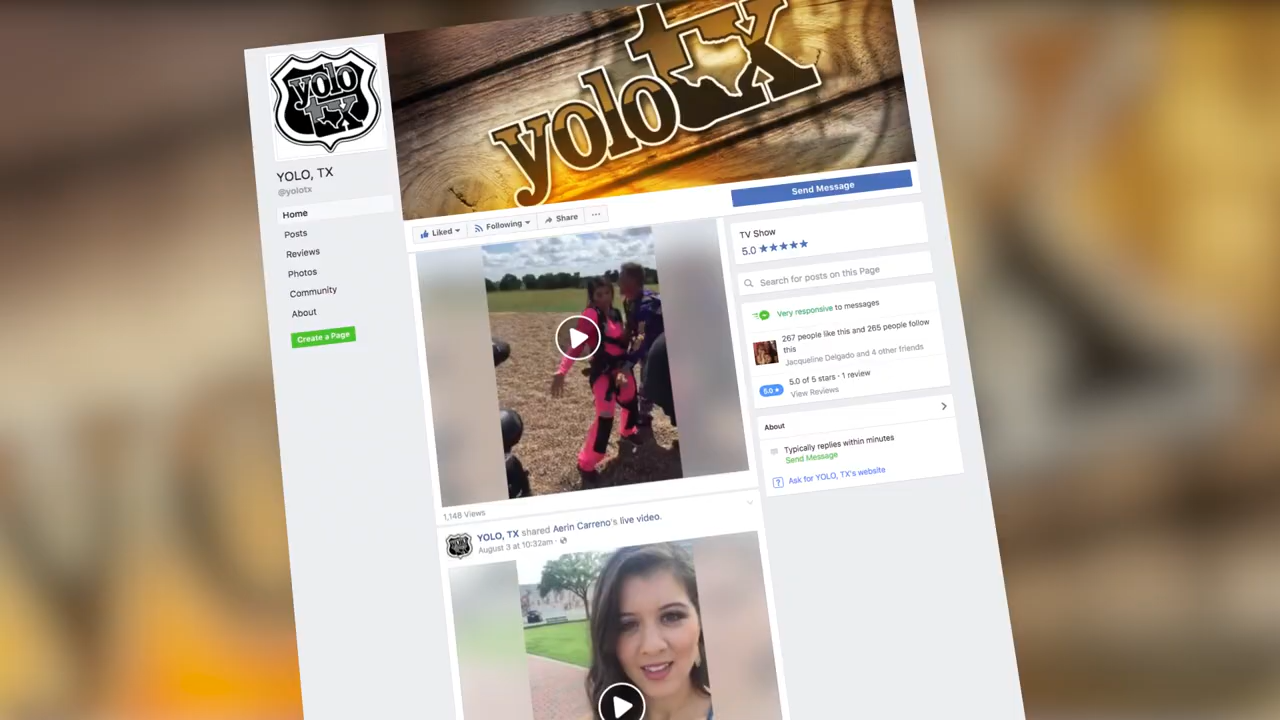 yolo
tx
yolotx
YOLO, TX
@yolotx
Home
Posts
Reviews
Photos
Community
About
Create a Page
Liked
Following
Share
Send Message
TV Show
5.0 ★★★★★
Search for posts on this Page
Very responsive to messages
267 people like this and 265 people follow
this
Jacqueline Delgado and 4 other friends
5.0 ★
5.0 of 5 stars · 1 review
View Reviews
About
Typically replies within minutes
Send Message
? Ask for YOLO, TX's website
1,148 Views
YOLO, TX shared Aerin Carreno's live video.
August 3 at 10:32am ·